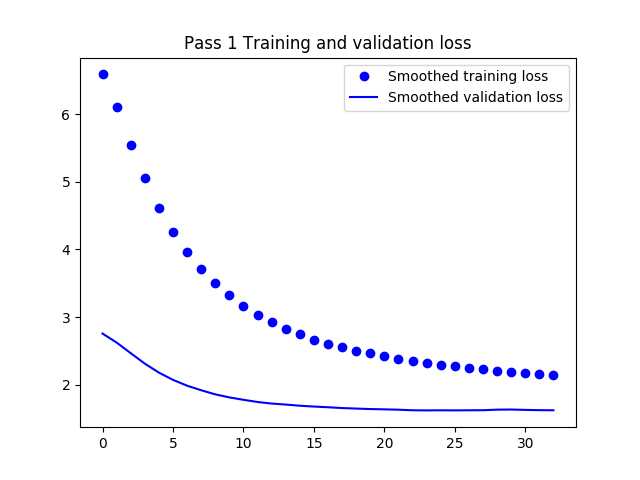 Pass 1 Training and validation loss
Smoothed training loss
Smoothed validation loss
6
5
4
3
2
0 5 10 15 20 25 30